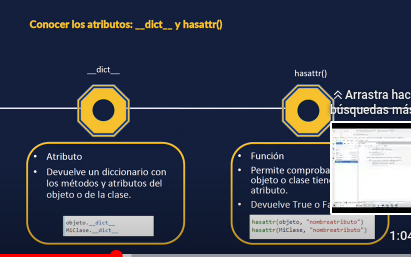 Conocer los atributos: __dict__ y hasattr()
__dict__
hasattr()
Arrastra hac
búsquedas más
• Atributo
• Devuelve un diccionario con
los métodos y atributos del
objeto o de la clase.
objeto.__dict__
MiClase.__dict__
• Función
• Permite comproba
objeto o clase tien
atributo.
• Devuelve True o Fa
hasattr(objeto, "nombreatributo")
hasattr(MiClase, "nombreatributo")
1:04